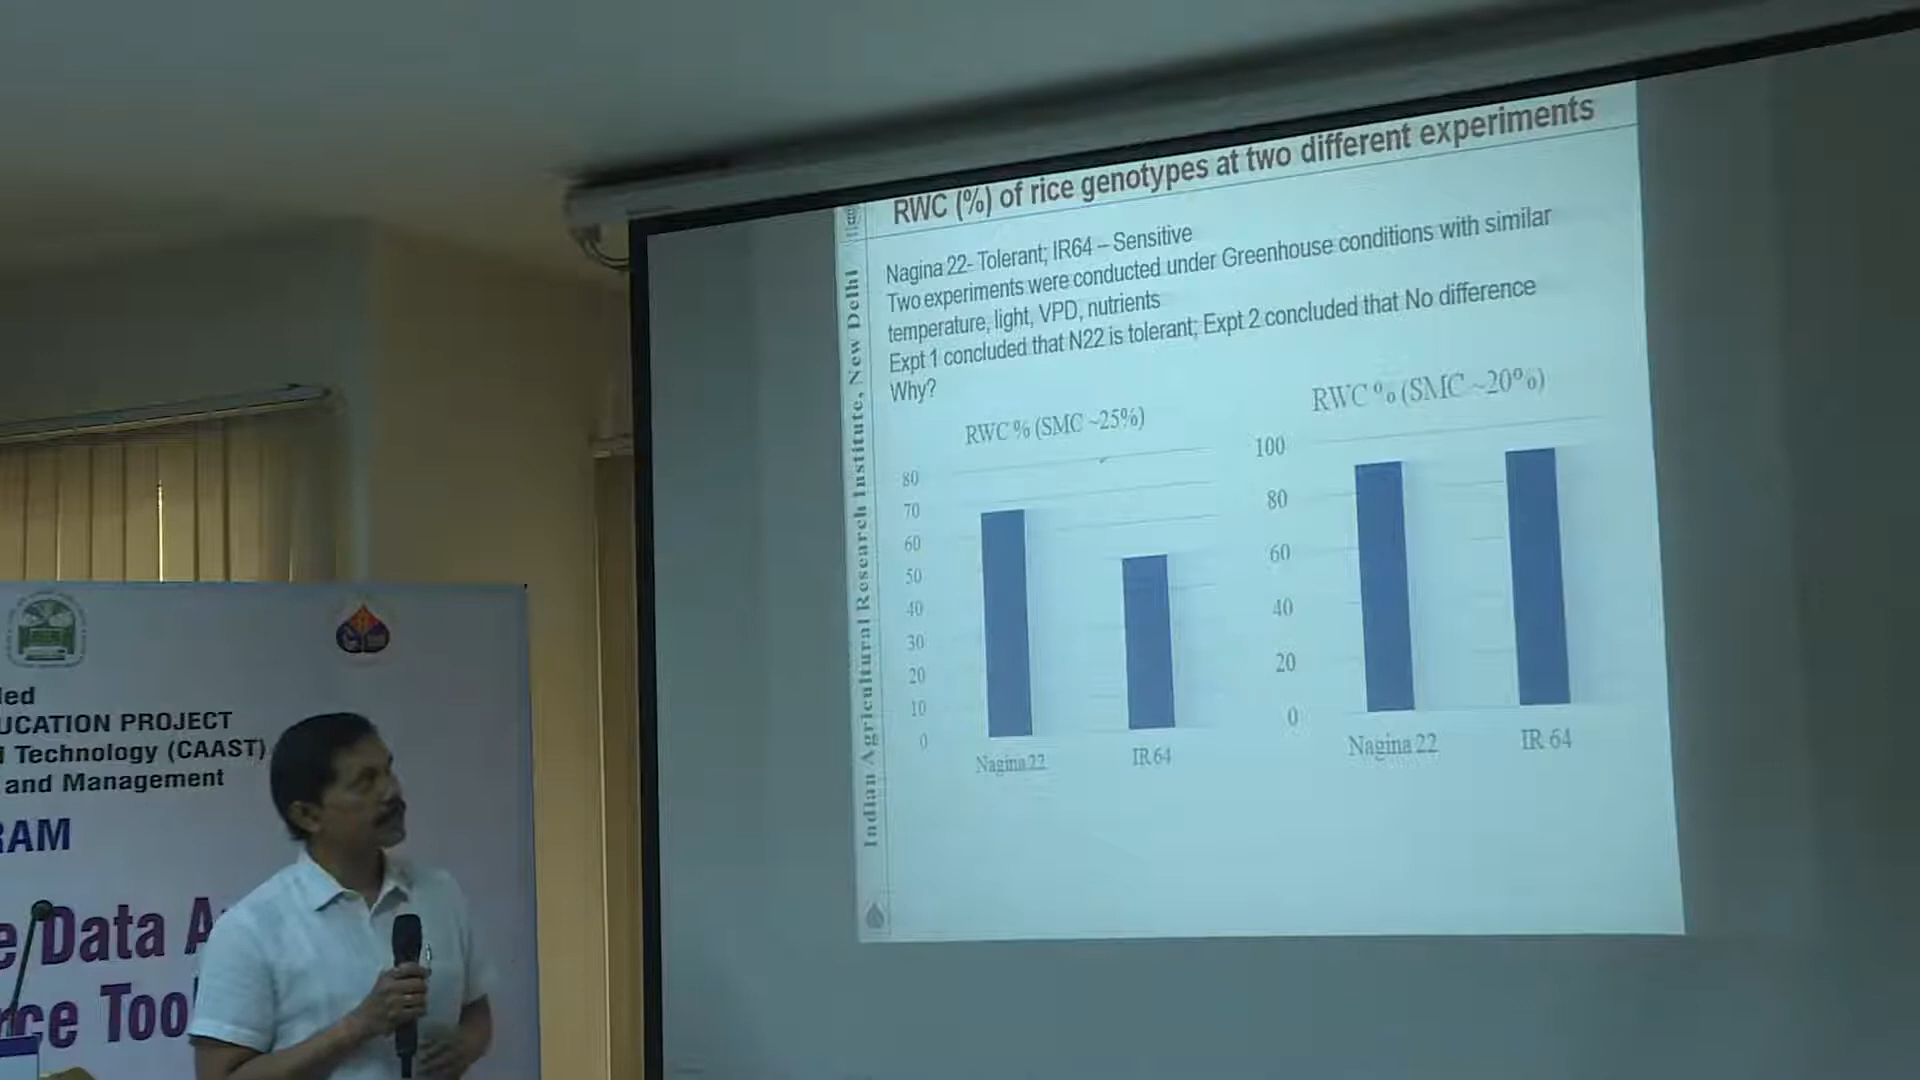 RWC (%) of rice genotypes at two different experiments
Nagina 22- Tolerant; IR64 – Sensitive
Two experiments were conducted under Greenhouse conditions with similar
temperature, light, VPD, nutrients
Expt 1 concluded that N22 is tolerant; Expt 2 concluded that No difference
Why?
RWC % (SMC ~25%)
80
70
60
50
40
30
20
10
0
Nagina 22
IR 64
RWC % (SMC ~20%)
100
80
60
40
20
0
Nagina 22
IR 64
Indian Agricultural Research Institute, New Delhi
ded
UCATION PROJECT
l Technology (CAAST)
and Management
RAM
e Data A
rce Too